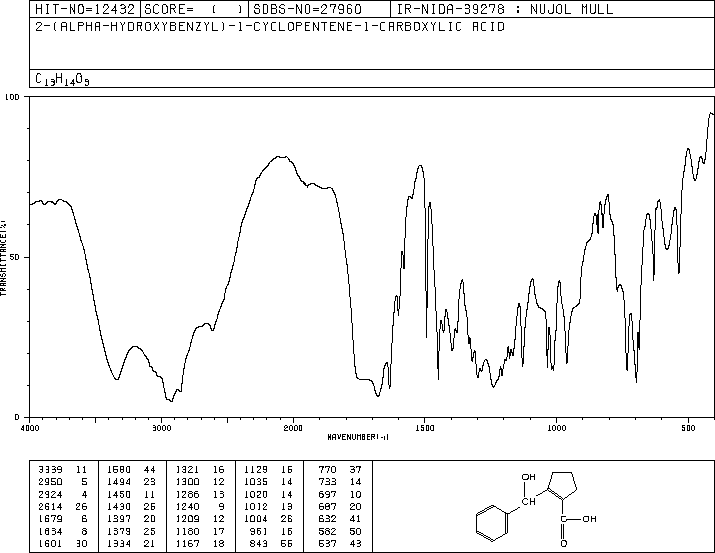 HIT-NO=12432 SCORE= ( ) SDBS-NO=27960 IR-NIDA-39278 : NUJOL MULL
2-(ALPHA-HYDROXYBENZYL)-1-CYCLOPENTENE-1-CARBOXYLIC ACID
C13H14O3
100
50
0
TRANSMITTANCE(%)
4000 3000 2000 1500 1000 500
WAVENUMBER(-1)
3339 11 1580 44 1321 16 1129 15 770 37
2950 5 1494 23 1300 12 1035 14 733 14
2924 4 1450 11 1286 13 1020 14 697 10
2614 26 1430 25 1240 9 1012 13 687 20
1679 6 1397 20 1209 12 1004 26 632 41
1634 8 1379 25 1180 17 961 16 582 50
1601 30 1334 21 1167 18 843 55 537 43
OH
CH
C
OH
O